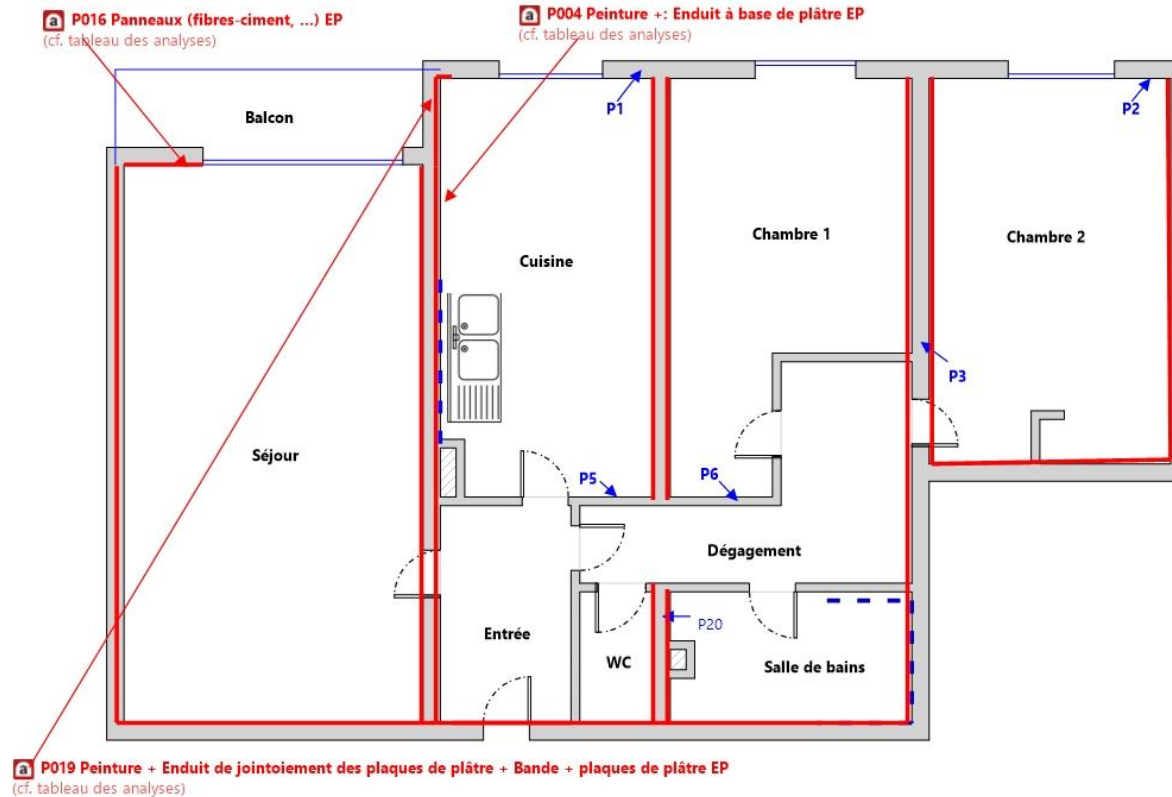 a P016 Panneaux (fibres-ciment, ...) EP
(cf. tableau des analyses)
a P004 Peinture +: Enduit à base de plâtre EP
(cf. tableau des analyses)
P1
P2
Balcon
Chambre 1
Chambre 2
Cuisine
P3
Séjour
P5
P6
Dégagement
P20
Entrée
WC
Salle de bains
a P019 Peinture + Enduit de jointoiement des plaques de plâtre + Bande + plaques de plâtre EP
(cf. tableau des analyses)